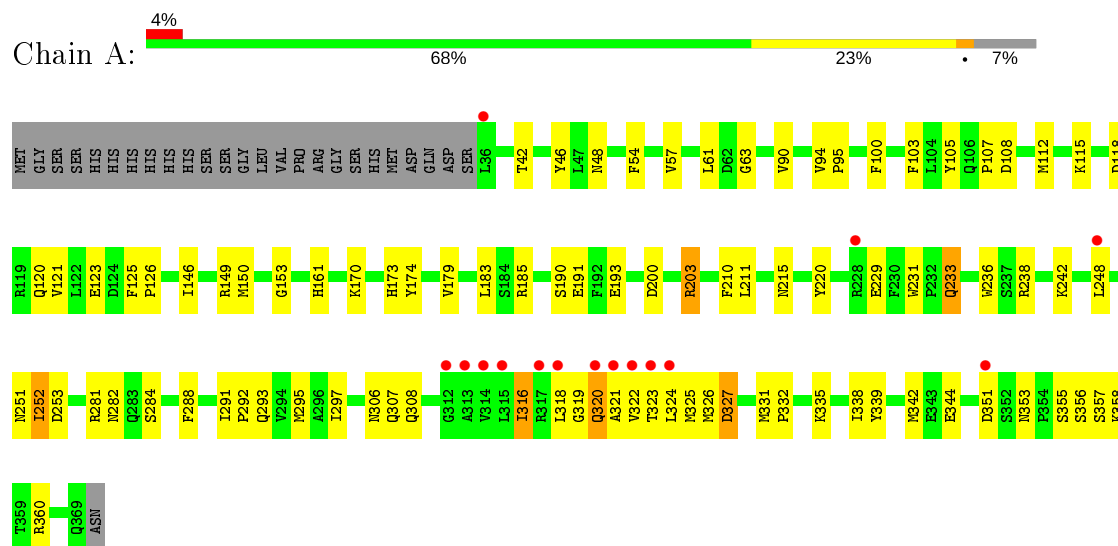 4%
Chain A:
68% 23% • 7%
MET GLY SER SER HIS HIS HIS HIS HIS HIS SER SER GLY LEU VAL PRO ARG GLY SER HIS MET ASP GLN ASP SER L36 T42 Y46 L47 N48 F54 V57 L61 D62 G63 V90 V94 P95 F100 F103 L104 Y105 Q106 P107 D108 M112 K115 D118
R119 Q120 V121 L122 E123 D124 F125 P126 I146 R149 M150 G153 H161 K170 H173 Y174 V179 L183 S184 R185 S190 E191 F192 E193 D200 R203 F210 L211 N215 Y220 R228 E229 F230 W231 P232 Q233 W236 S237 R238 K242 L248
N251 I252 D253 R281 N282 Q283 S284 F288 I291 P292 Q293 V294 M295 A296 I297 N306 Q307 Q308 G312 A313 V314 L315 I316 R317 L318 G319 Q320 A321 V322 T323 L324 M325 M326 D327 M331 P332 K335 I338 Y339 M342 E343 E344 D351 S352 N353 P354 S355 S356 S357 K358
T359 R360 Q369 ASN